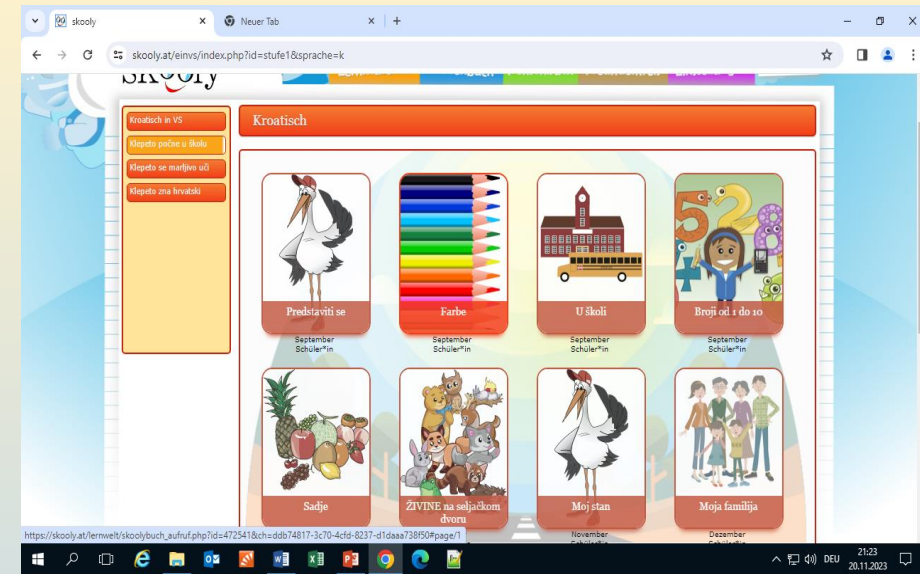 skooly
Neuer Tab
skooly.at/einvs/index.php?id=stufe1&sprache=k
skooly
Kroatisch in VS
Klepeto počne u školu
Klepeto se marljivo uči
Klepeto zna hrvatski
Kroatisch
Predstaviti se
September
Schüler*in
Farbe
September
Schüler*in
U školi
September
Schüler*in
528
Broji od 1 do 10
September
Schüler*in
Sadje
ŽIVINE na seljačkom
dvoru
Moj stan
November
Moja familija
Dezember
https://skooly.at/lernwelt/skoolybuch_aufruf.php?id=472541&ch=ddb74817-3c70-4cfd-8237-d1daaa738f50#page/1
DEU
21:23
20.11.2023